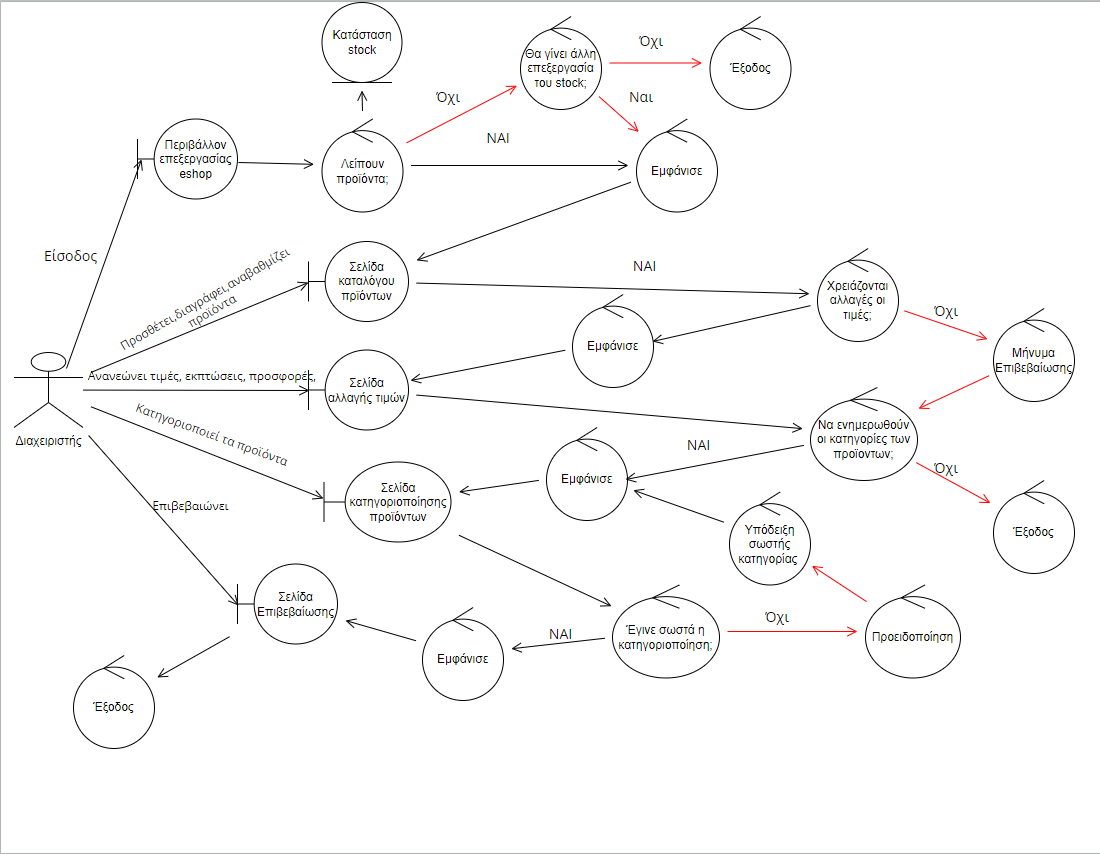 Κατάσταση
stock
Όχι
Θα γίνει άλλη
επεξεργασία
του stock;
Έξοδος
Όχι
Ναι
Περιβάλλον
επεξεργασίας
eshop
Λείπουν
προϊόντα;
ΝΑΙ
Εμφάνισε
Είσοδος
Προσθέτει,διαγράφει,αναβαθμίζει
προϊόντα
Σελίδα
καταλόγου
πρϊόντων
ΝΑΙ
Χρειάζονται
αλλαγές οι
τιμές;
Όχι
Εμφάνισε
Μήνυμα
Επιβεβαίωσης
Ανανεώνει τιμές, εκπτώσεις, προσφορές,
Σελίδα
αλλαγής τιμών
Διαχειριστής
Κατηγοριοποιεί τα προϊόντα
Να ενημερωθούν
οι κατηγορίες των
προϊοντων;
ΝΑΙ
Όχι
Εμφάνισε
Σελίδα
κατηγοριοποίησης
προϊόντων
Επιβεβαιώνει
Υπόδειξη
σωστής
κατηγορίας
Έξοδος
Σελίδα
Επιβεβαίωσης
Έγινε σωστά η
κατηγοριοποίηση;
Όχι
Προειδοποίηση
ΝΑΙ
Εμφάνισε
Έξοδος